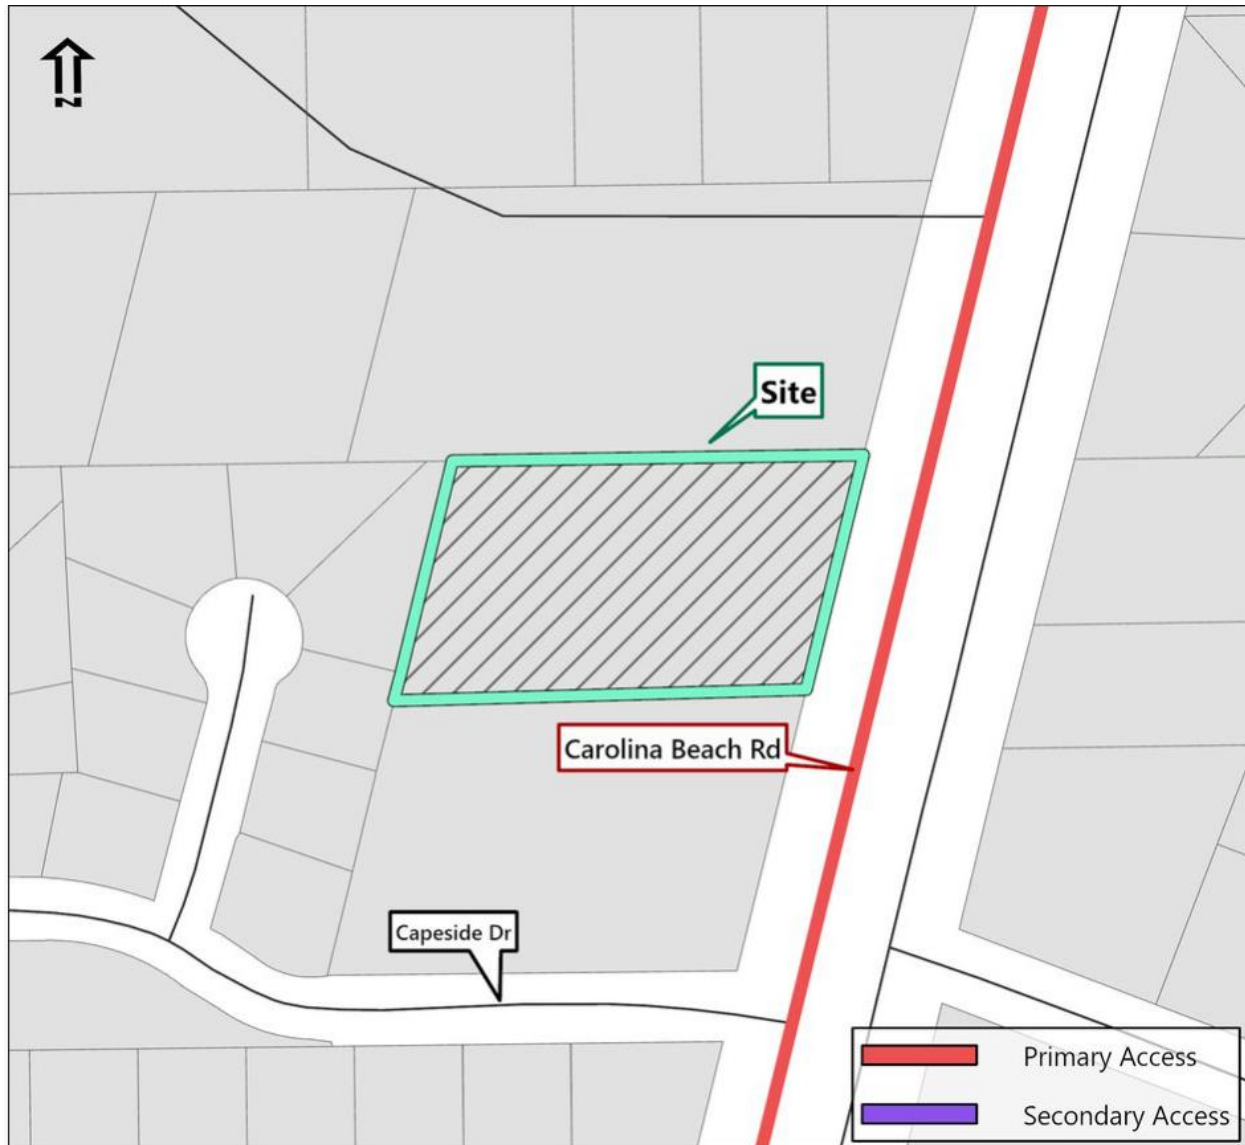 N
Site
Carolina Beach Rd
Capeside Dr
Primary Access
Secondary Access